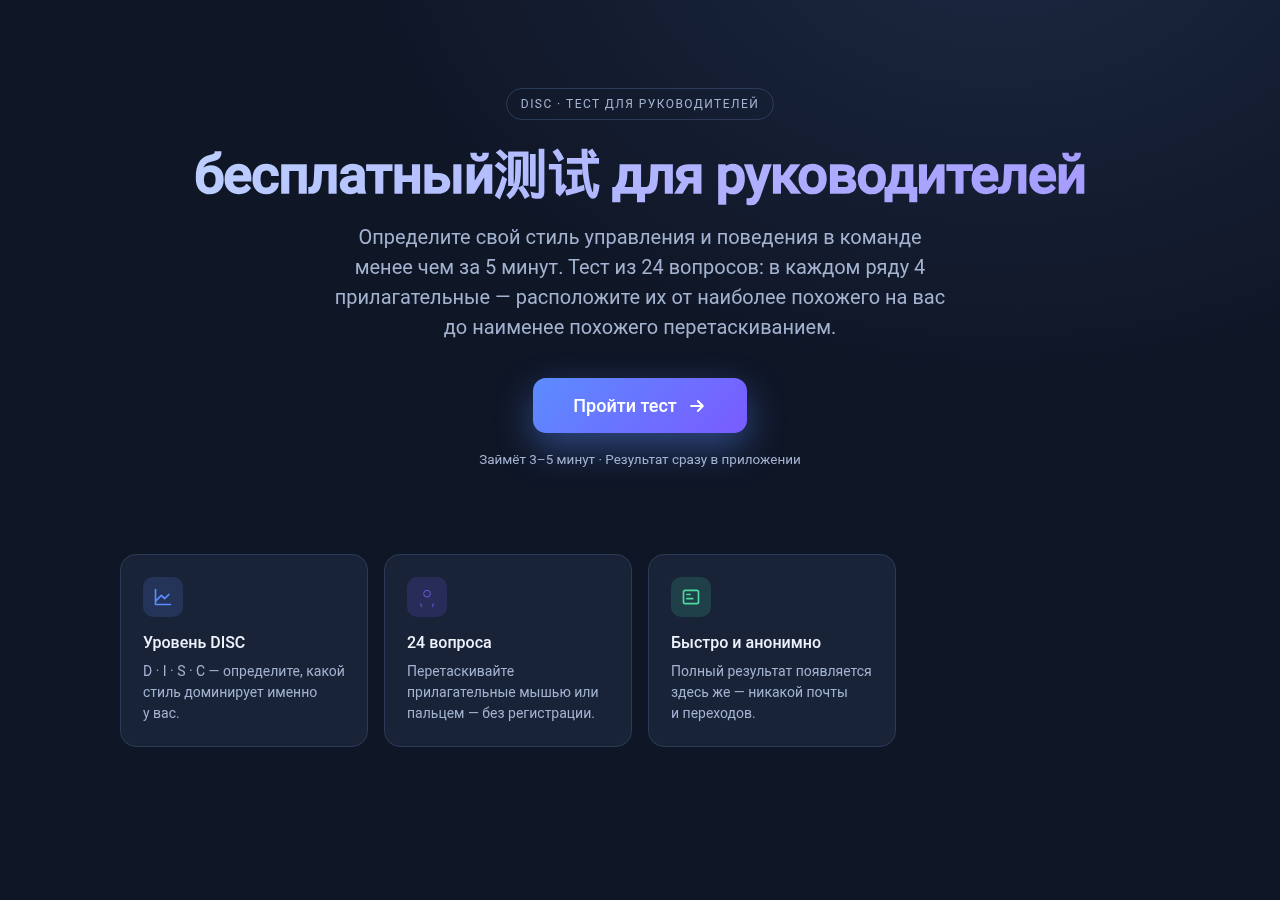 DISC · ТЕСТ ДЛЯ РУКОВОДИТЕЛЕЙ
бесплатный测试 для руководителей
Определите свой стиль управления и поведения в команде
менее чем за 5 минут. Тест из 24 вопросов: в каждом ряду 4
прилагательные — расположите их от наиболее похожего на вас
до наименее похожего перетаскиванием.
Пройти тест →
Займёт 3–5 минут · Результат сразу в приложении
Уровень DISC
D · I · S · C — определите, какой
стиль доминирует именно
у вас.
24 вопроса
Перетаскивайте
прилагательные мышью или
пальцем — без регистрации.
Быстро и анонимно
Полный результат появляется
здесь же — никакой почты
и переходов.